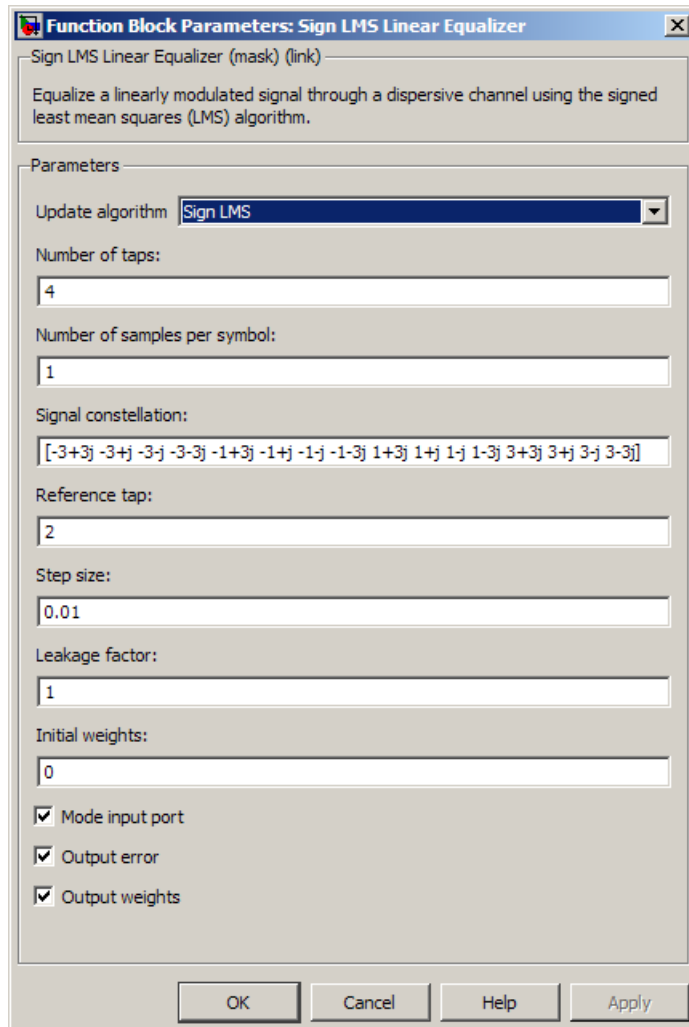 Function Block Parameters: Sign LMS Linear Equalizer
Sign LMS Linear Equalizer (mask) (link)
Equalize a linearly modulated signal through a dispersive channel using the signed
least mean squares (LMS) algorithm.
Parameters
Update algorithm Sign LMS
Number of taps:
4
Number of samples per symbol:
1
Signal constellation:
[-3+3j -3+j -3-j -3-3j -1+3j -1+j -1-j -1-3j 1+3j 1+j 1-j 1-3j 3+3j 3+j 3-j 3-3j]
Reference tap:
2
Step size:
0.01
Leakage factor:
1
Initial weights:
0
Mode input port
Output error
Output weights
OK Cancel Help Apply